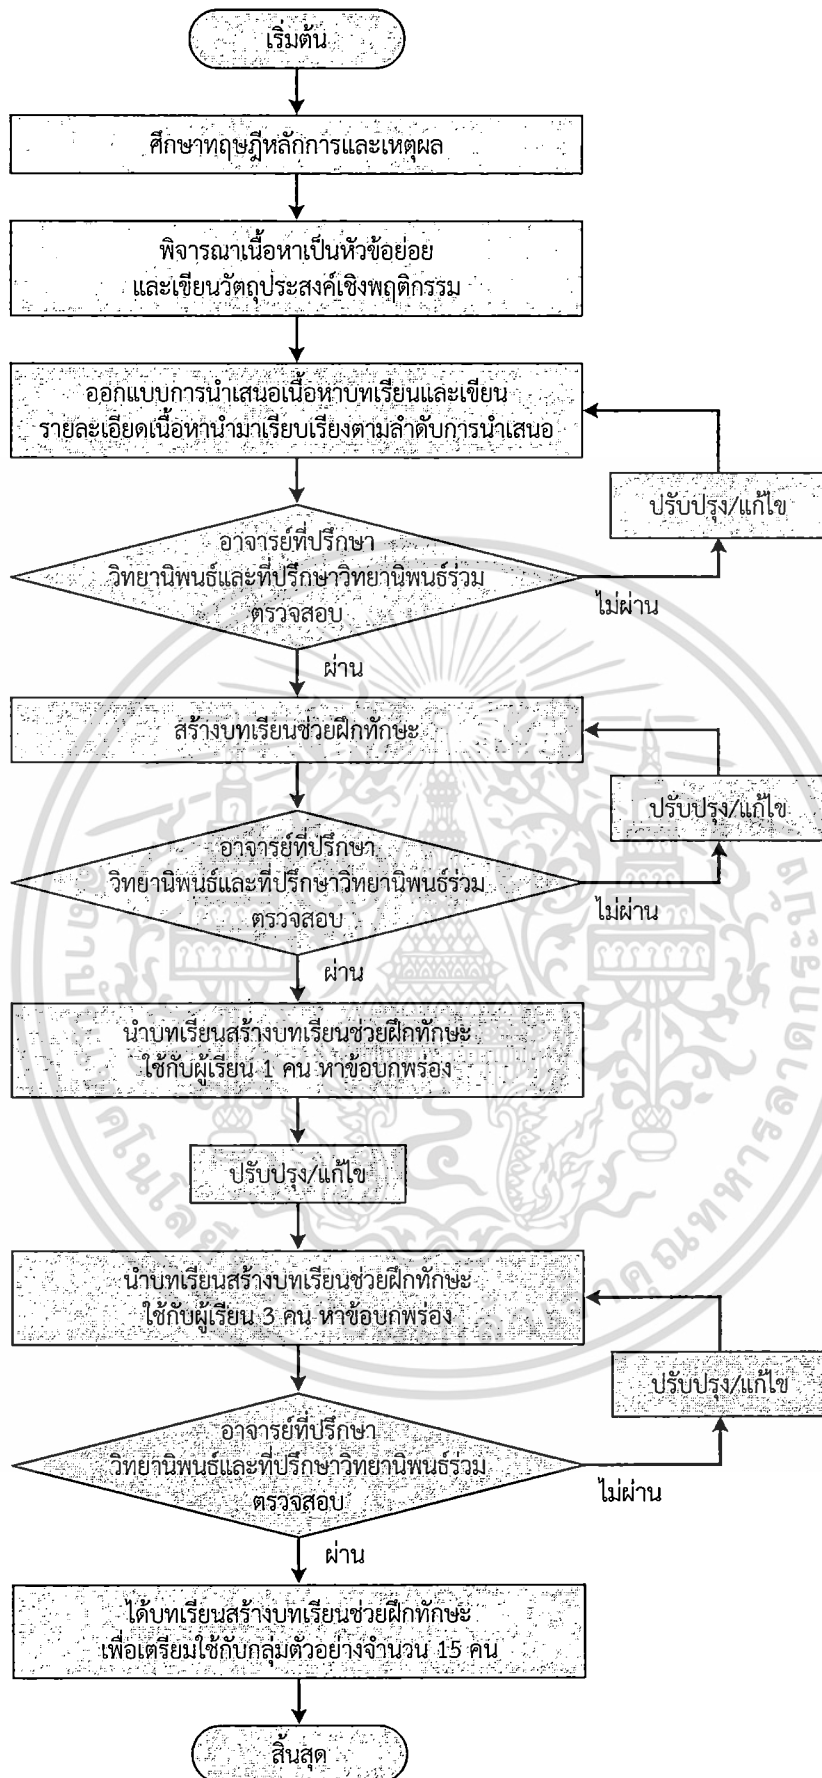 เริ่มต้น
ศึกษาทฤษฎีหลักการและเหตุผล
พิจารณาเนื้อหาเป็นหัวข้อย่อย
และเขียนวัตถุประสงค์เชิงพฤติกรรม
ออกแบบการนำเสนอเนื้อหาบทเรียนและเขียน
รายละเอียดเนื้อหานำมาเรียบเรียงตามลำดับการนำเสนอ
ปรับปรุง/แก้ไข
อาจารย์ที่ปรึกษา
วิทยานิพนธ์และที่ปรึกษาวิทยานิพนธ์ร่วม
ตรวจสอบ
ไม่ผ่าน
ผ่าน
สร้างบทเรียนช่วยฝึกทักษะ
ปรับปรุง/แก้ไข
อาจารย์ที่ปรึกษา
วิทยานิพนธ์และที่ปรึกษาวิทยานิพนธ์ร่วม
ตรวจสอบ
ไม่ผ่าน
ผ่าน
นำบทเรียนสร้างบทเรียนช่วยฝึกทักษะ
ใช้กับผู้เรียน 1 คน หาข้อบกพร่อง
ปรับปรุง/แก้ไข
นำบทเรียนสร้างบทเรียนช่วยฝึกทักษะ
ใช้กับผู้เรียน 3 คน หาข้อบกพร่อง
ปรับปรุง/แก้ไข
อาจารย์ที่ปรึกษา
วิทยานิพนธ์และที่ปรึกษาวิทยานิพนธ์ร่วม
ตรวจสอบ
ไม่ผ่าน
ผ่าน
ได้บทเรียนสร้างบทเรียนช่วยฝึกทักษะ
เพื่อเตรียมใช้กับกลุ่มตัวอย่างจำนวน 15 คน
สิ้นสุด